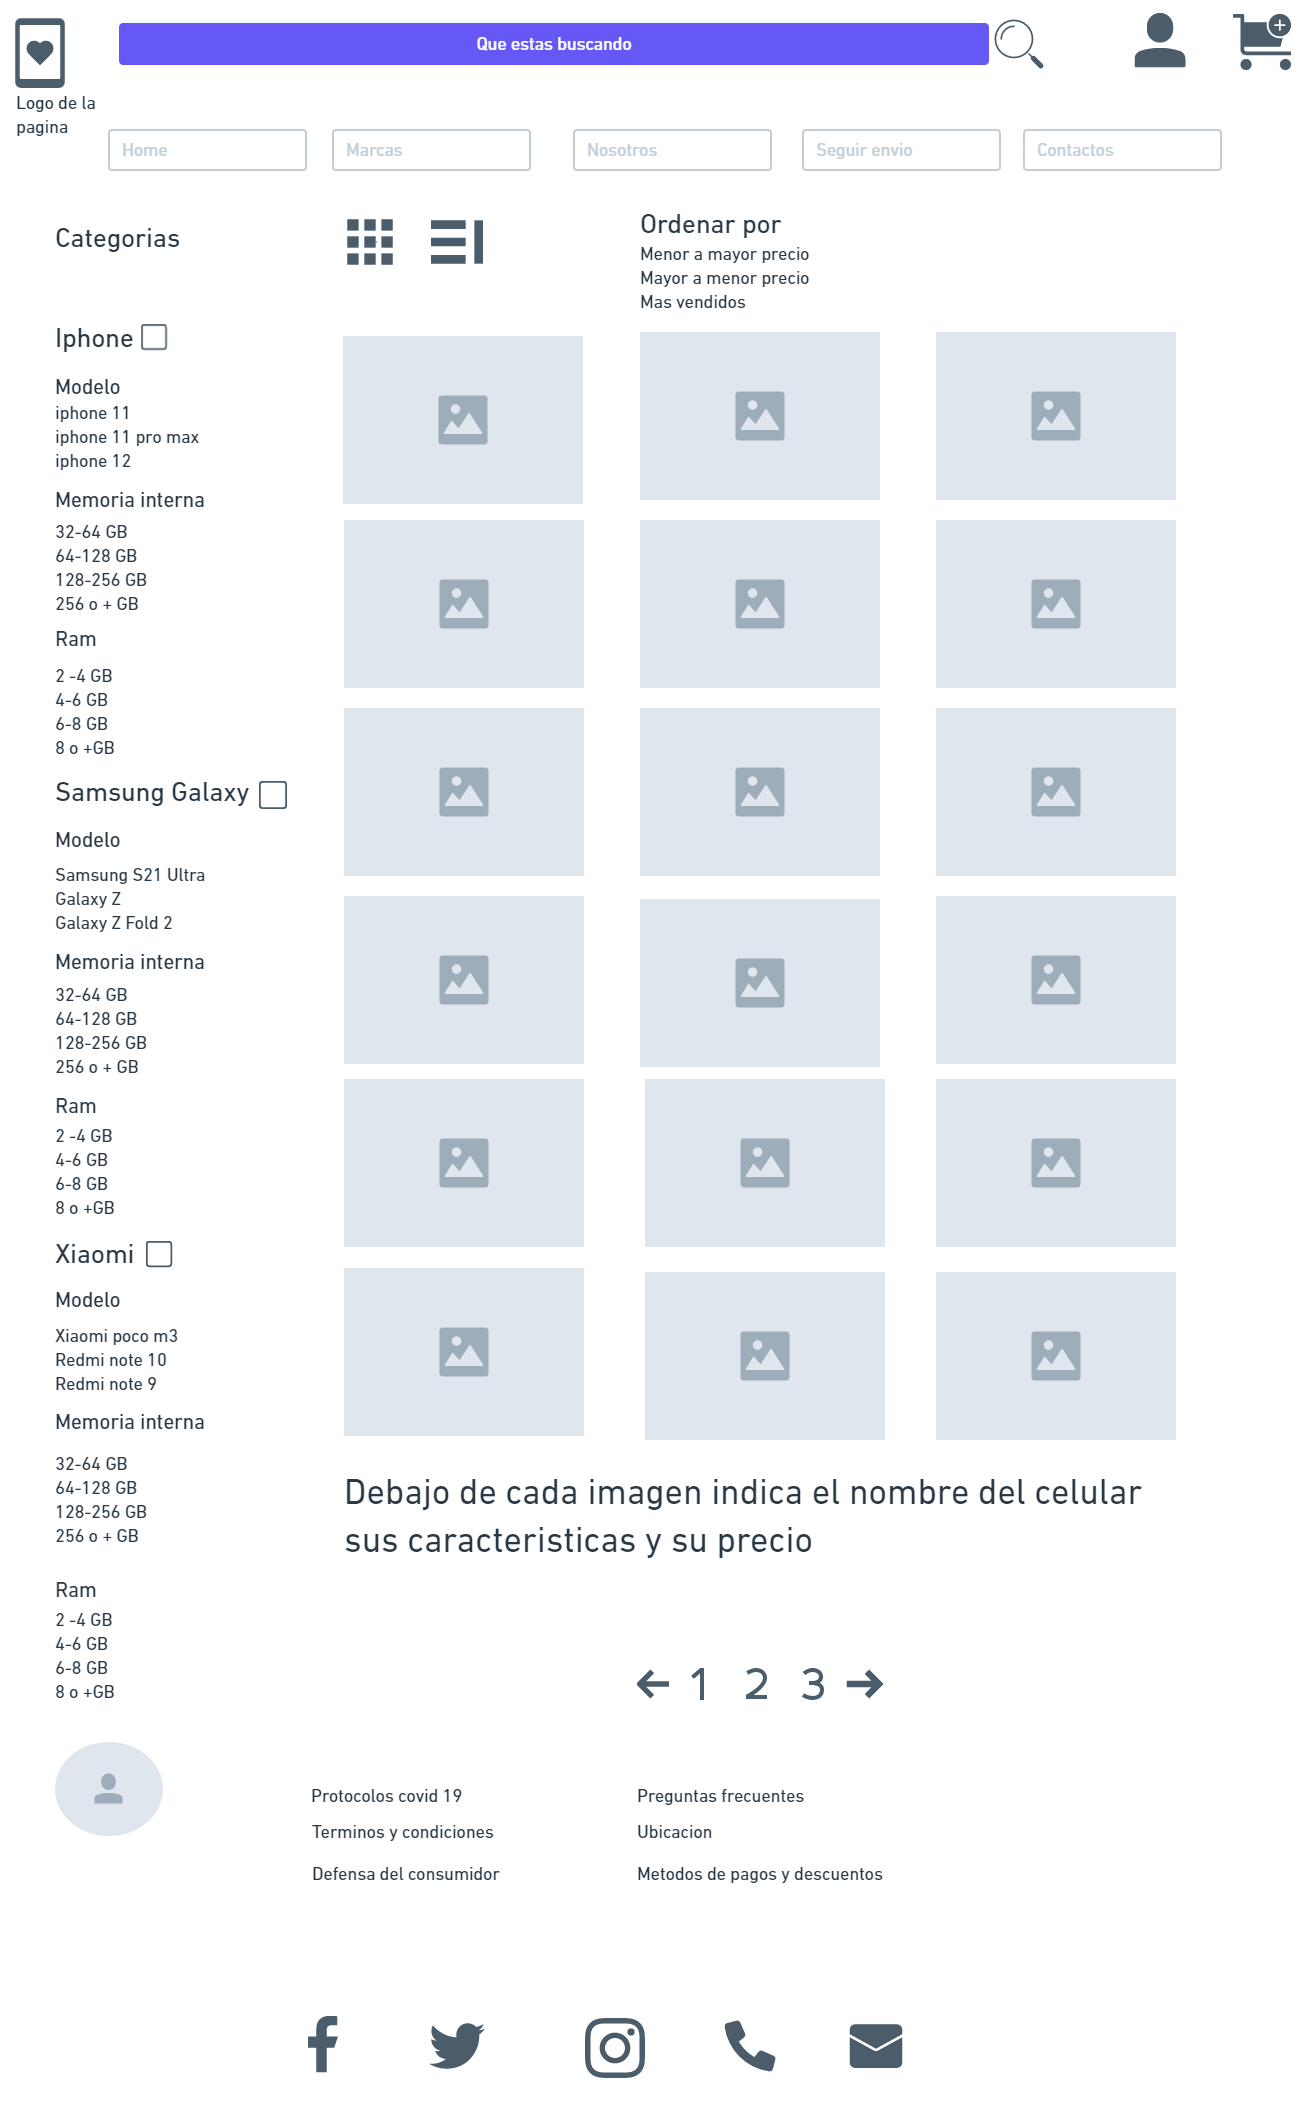 Que estas buscando
Logo de la
pagina
Home
Marcas
Nosotros
Seguir envio
Contactos
Categorias
Ordenar por
Menor a mayor precio
Mayor a menor precio
Mas vendidos
Iphone
Modelo
iphone 11
iphone 11 pro max
iphone 12
Memoria interna
32-64 GB
64-128 GB
128-256 GB
256 o + GB
Ram
2 -4 GB
4-6 GB
6-8 GB
8 o +GB
Samsung Galaxy
Modelo
Samsung S21 Ultra
Galaxy Z
Galaxy Z Fold 2
Memoria interna
32-64 GB
64-128 GB
128-256 GB
256 o + GB
Ram
2 -4 GB
4-6 GB
6-8 GB
8 o +GB
Xiaomi
Modelo
Xiaomi poco m3
Redmi note 10
Redmi note 9
Memoria interna
32-64 GB
64-128 GB
128-256 GB
256 o + GB
Ram
2 -4 GB
4-6 GB
6-8 GB
8 o +GB
Debajo de cada imagen indica el nombre del celular
sus caracteristicas y su precio
1 2 3
Protocolos covid 19
Terminos y condiciones
Defensa del consumidor
Preguntas frecuentes
Ubicacion
Metodos de pagos y descuentos